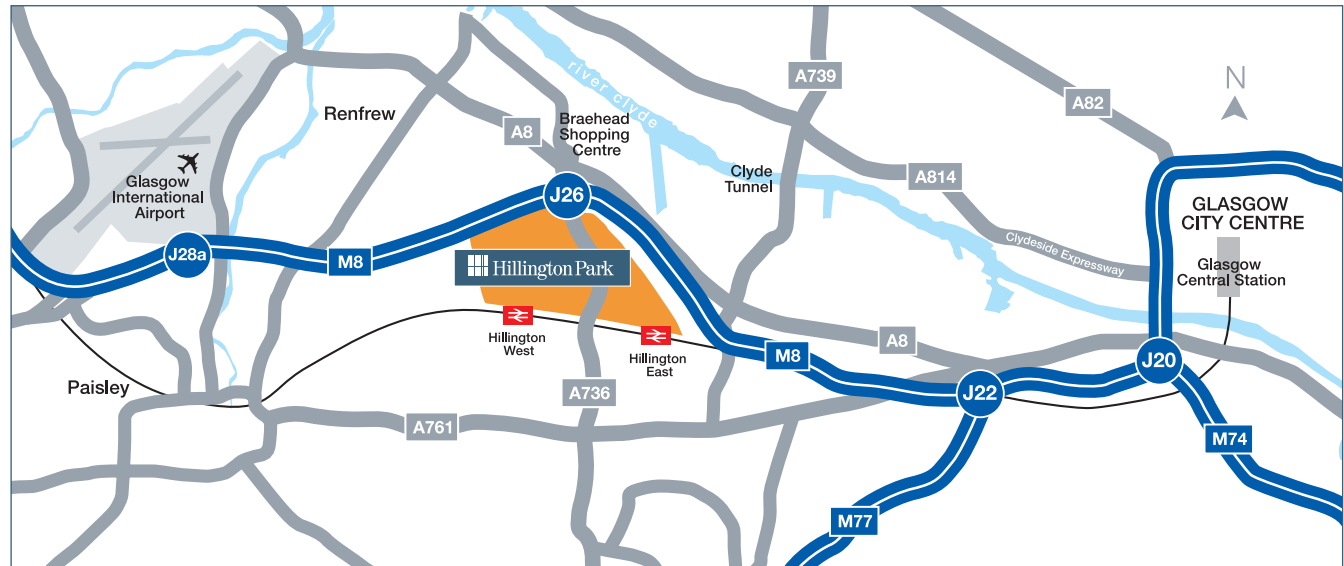 A739
N
A82
river clyde
Renfrew
A8
Braehead
Shopping
Centre
Clyde
Tunnel
A814
Glasgow
International
Airport
J26
GLASGOW
CITY CENTRE
Clydeside Expressway
J28a
M8
Hillington Park
Glasgow
Central Station
Hillington
West
Hillington
East
M8
A8
J20
Paisley
A736
J22
A761
M74
M77